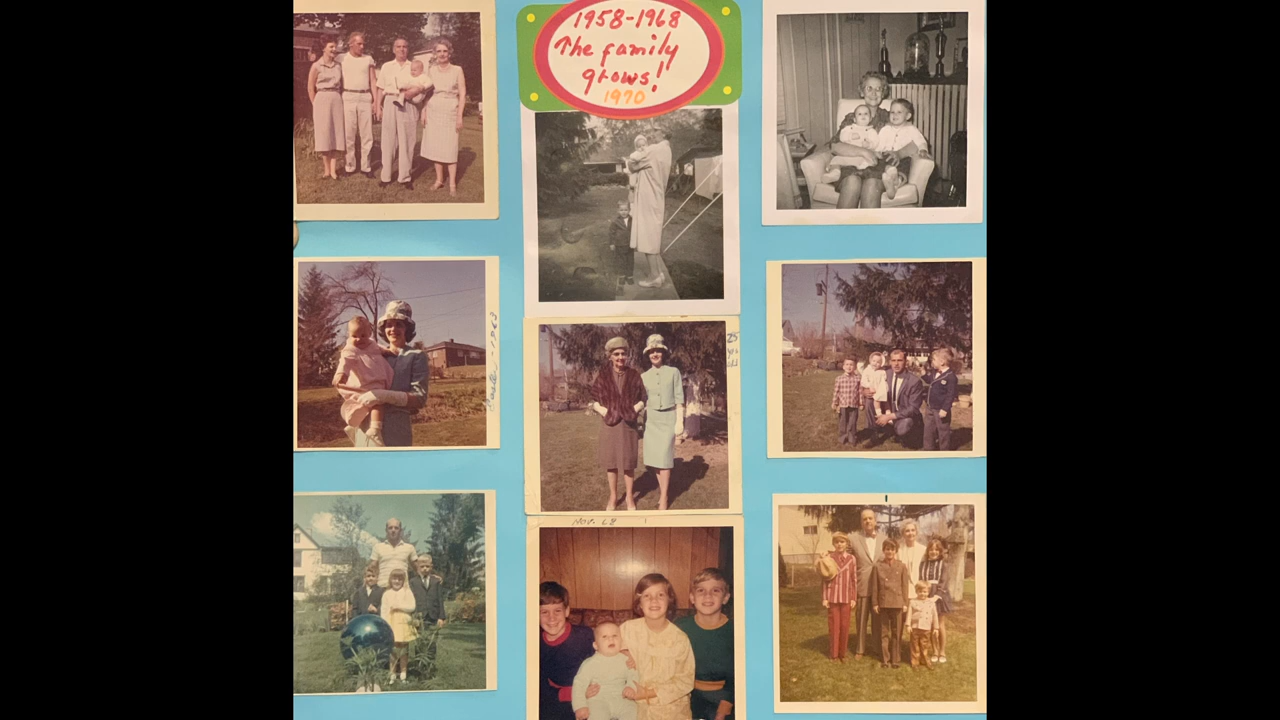 1958-1968
The family
grows!
1970
Easter - 1963
Nov. 68